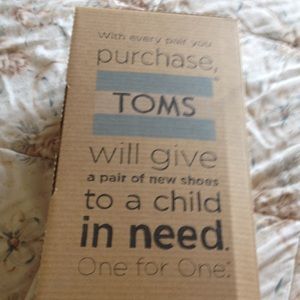 With every pair you
purchase,
TOMS
will give
a pair of new shoes
to a child
in need.
One for One.